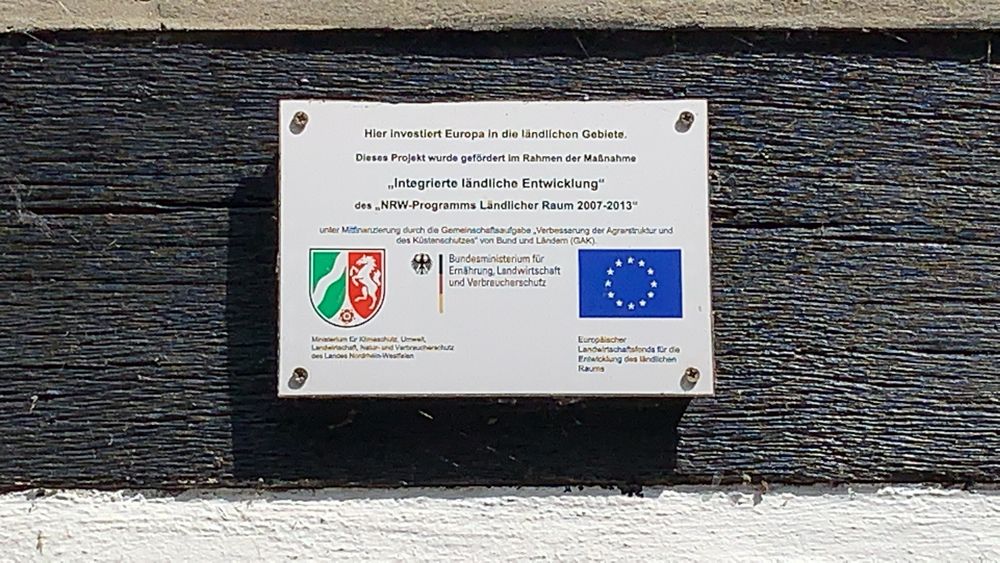 Hier investiert Europa in die ländlichen Gebiete.
Dieses Projekt wurde gefördert im Rahmen der Maßnahme
„Integrierte ländliche Entwicklung“
des „NRW-Programms Ländlicher Raum 2007-2013“
unter Mitfinanzierung durch die Gemeinschaftsaufgabe „Verbesserung der Agrarstruktur und
des Küstenschutzes“ von Bund und Ländern (GAK).
Bundesministerium für
Ernährung, Landwirtschaft
und Verbraucherschutz
Ministerium für Klimaschutz, Umwelt,
Landwirtschaft, Natur- und Verbraucherschutz
des Landes Nordrhein-Westfalen
Europäischer
Landwirtschaftsfonds für die
Entwicklung des ländlichen
Raums